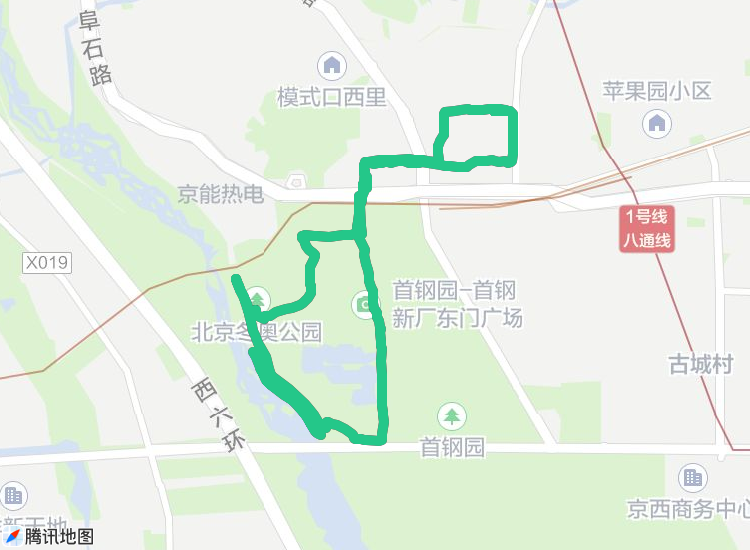 阜石路
模式口西里
苹果园小区
京能热电
1号线
八通线
X019
首钢园-首钢
新厂东门广场
北京冬奥公园
古城村
西六环
首钢园
京西商务中心
新天地
腾讯地图